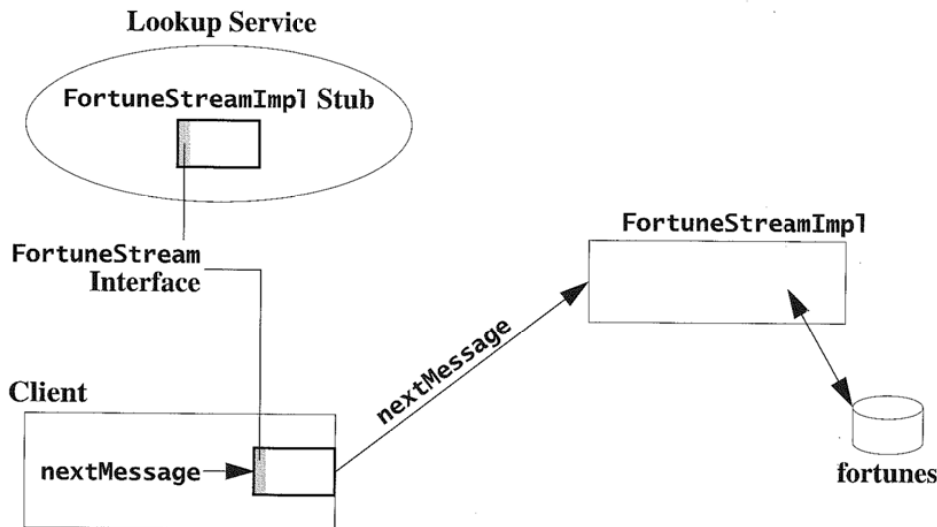 Lookup Service
FortuneStreamImpl Stub
FortuneStreamImpl
FortuneStream
Interface
nextMessage
Client
nextMessage
fortunes